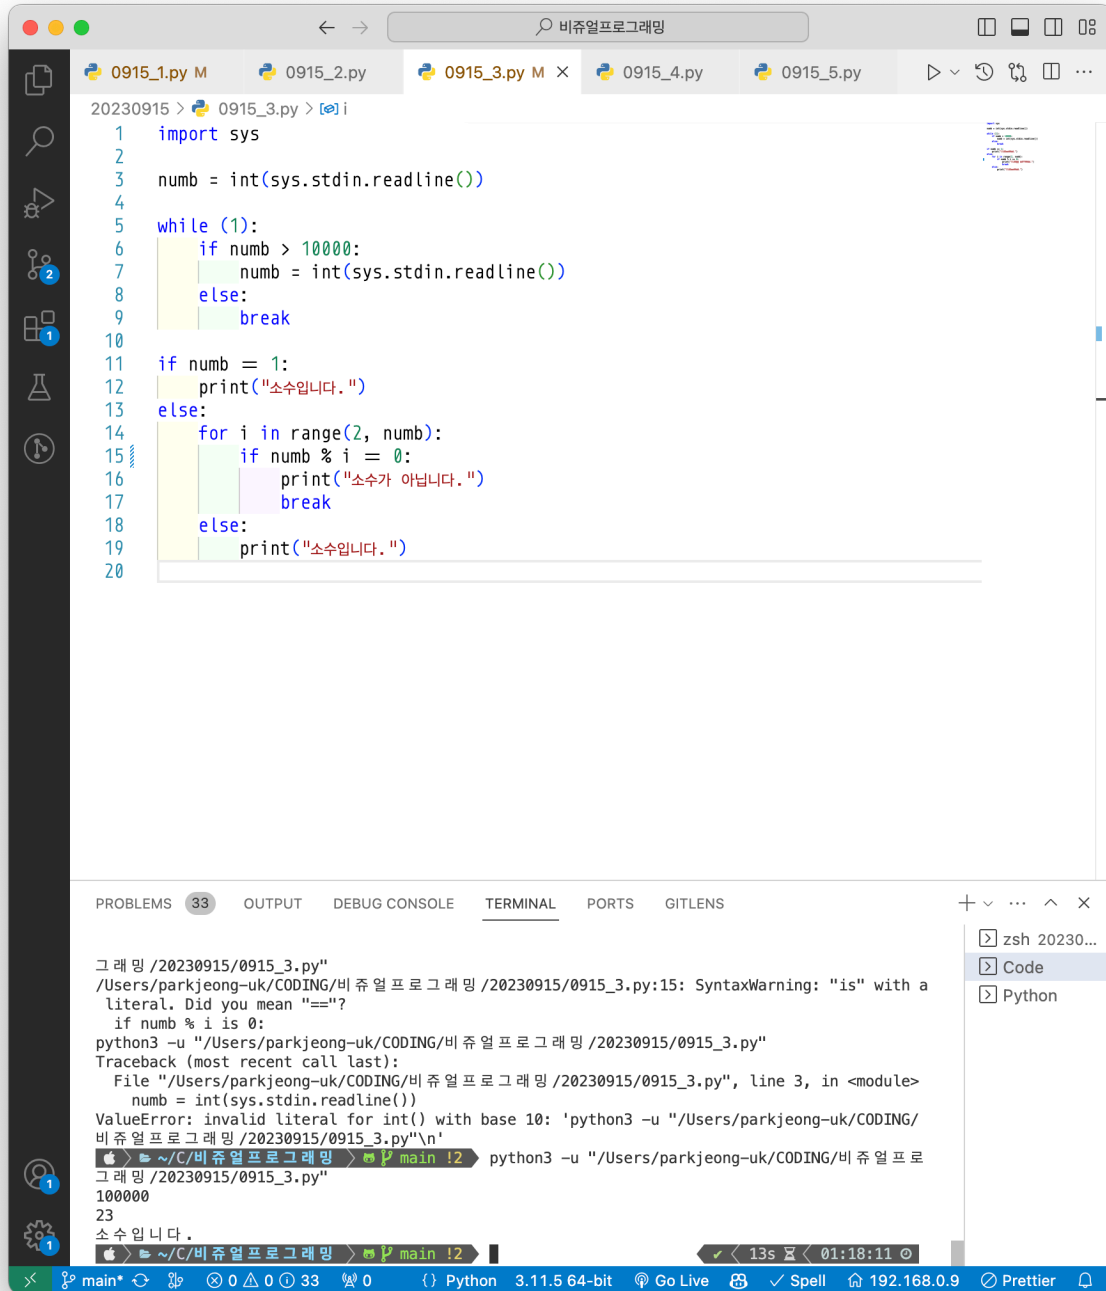 비쥬얼프로그래밍
0915_1.py M
0915_2.py
0915_3.py M
0915_4.py
0915_5.py
20230915 > 0915_3.py > i
1 import sys
2
3 numb = int(sys.stdin.readline())
4
5 while (1):
6 if numb > 10000:
7 numb = int(sys.stdin.readline())
8 else:
9 break
10
11 if numb == 1:
12 print("소수입니다.")
13 else:
14 for i in range(2, numb):
15 if numb % i == 0:
16 print("소수가 아닙니다.")
17 break
18 else:
19 print("소수입니다.")
20
2
1
1
1
PROBLEMS 33 OUTPUT DEBUG CONSOLE TERMINAL PORTS GITLENS
zsh 20230...
Code
Python
그래밍/20230915/0915_3.py"
/Users/parkjeong-uk/CODING/비쥬얼프로그래밍/20230915/0915_3.py:15: SyntaxWarning: "is" with a
literal. Did you mean "=="?
if numb % i is 0:
python3 -u "/Users/parkjeong-uk/CODING/비쥬얼프로그래밍/20230915/0915_3.py"
Traceback (most recent call last):
File "/Users/parkjeong-uk/CODING/비쥬얼프로그래밍/20230915/0915_3.py", line 3, in <module>
numb = int(sys.stdin.readline())
ValueError: invalid literal for int() with base 10: 'python3 -u "/Users/parkjeong-uk/CODING/
비쥬얼프로그래밍/20230915/0915_3.py"\n'
~/C/비쥬얼프로그래밍 main !2 python3 -u "/Users/parkjeong-uk/CODING/비쥬얼프로
그래밍/20230915/0915_3.py"
100000
23
소수입니다.
~/C/비쥬얼프로그래밍 main !2 ✔ 13s 01:18:11
main* 0 0 33 0 {} Python 3.11.5 64-bit Go Live Spell 192.168.0.9 Prettier